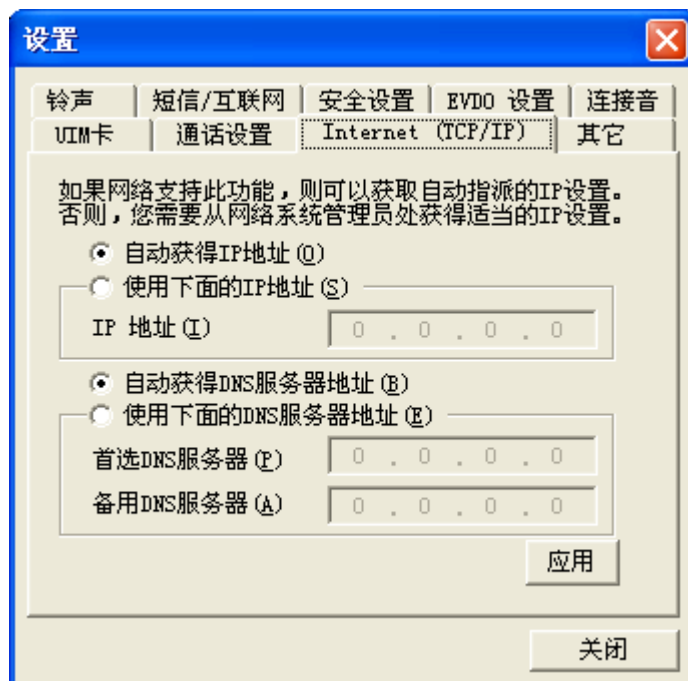 设置
铃声 短信/互联网 安全设置 EVDO 设置 连接音
UIM卡 通话设置 Internet (TCP/IP) 其它
如果网络支持此功能，则可以获取自动指派的IP设置。
否则，您需要从网络系统管理员处获得适当的IP设置。
自动获得IP地址(O)
使用下面的IP地址(S)
IP 地址(I) 0 . 0 . 0 . 0
自动获得DNS服务器地址(B)
使用下面的DNS服务器地址(E)
首选DNS服务器(P) 0 . 0 . 0 . 0
备用DNS服务器(A) 0 . 0 . 0 . 0
应用
关闭